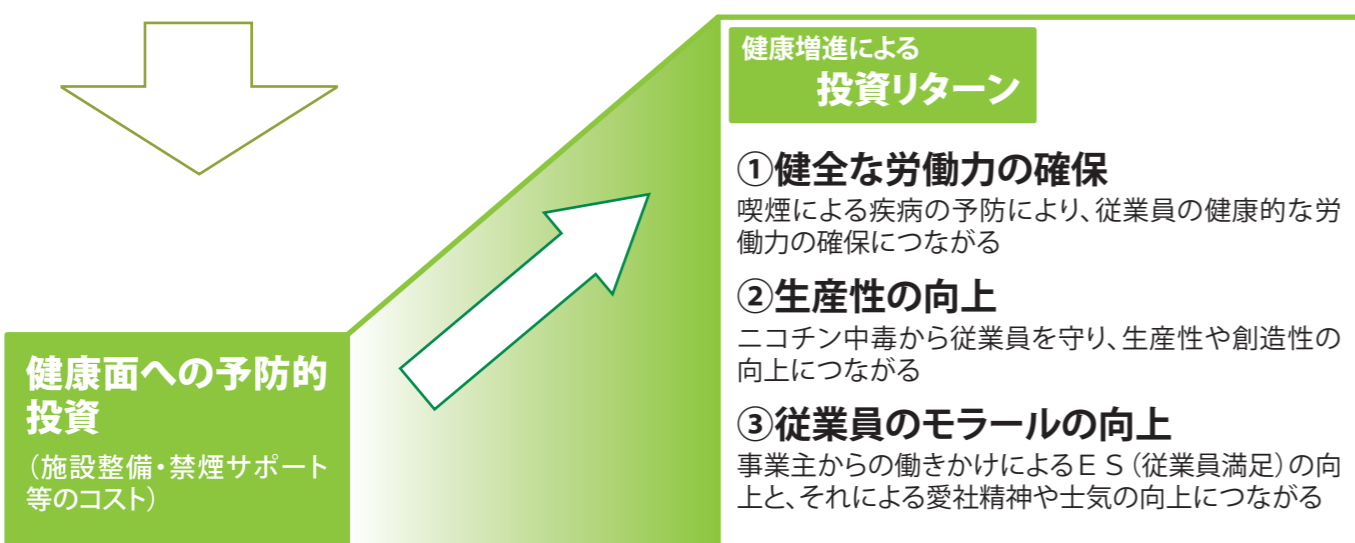 健康増進による
投資リターン
①健全な労働力の確保
喫煙による疾病の予防により、従業員の健康的な労
働力の確保につながる
②生産性の向上
ニコチン中毒から従業員を守り、生産性や創造性の
向上につながる
③従業員のモラールの向上
事業主からの働きかけによるＥＳ（従業員満足）の向
上と、それによる愛社精神や士気の向上につながる
健康面への予防的
投資
（施設整備・禁煙サポート
等のコスト）